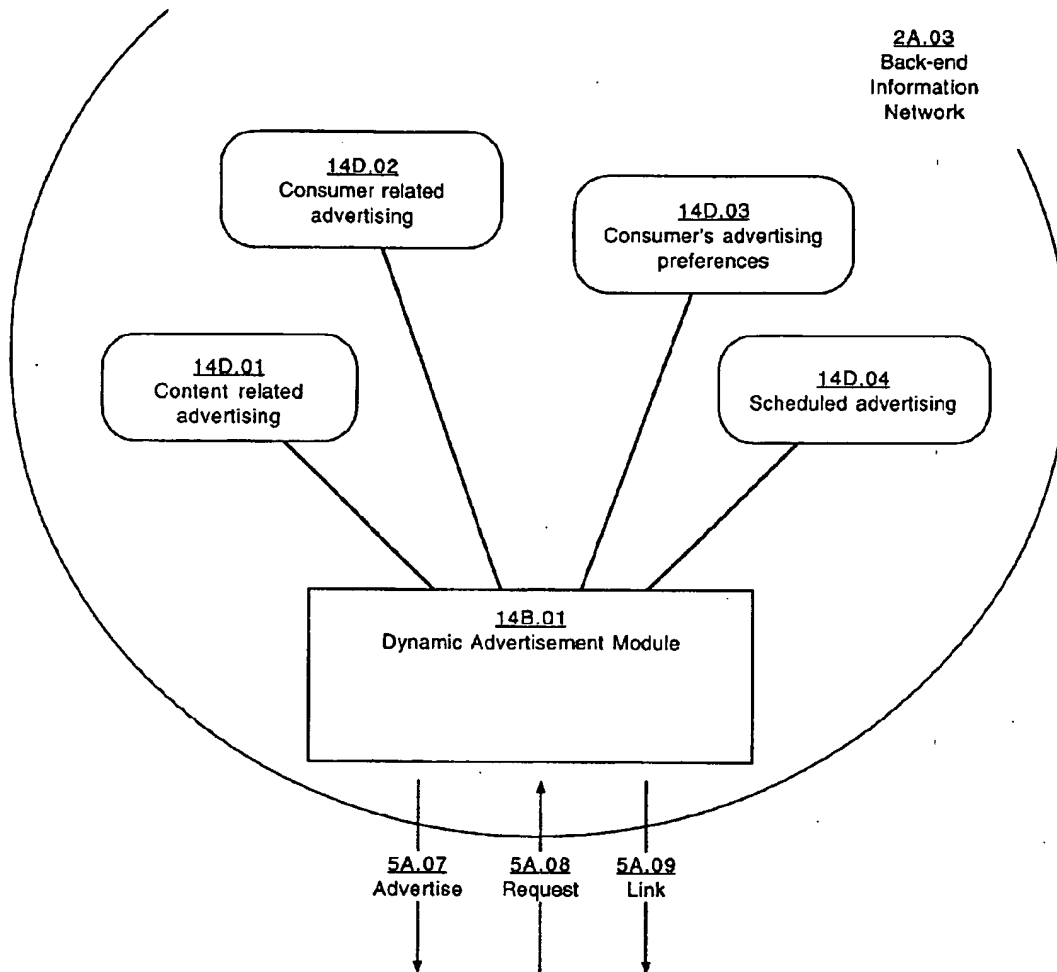 2A.03
Back-end
Information
Network
14D.02
Consumer related
advertising
14D.03
Consumer's advertising
preferences
14D.01
Content related
advertising
14D.04
Scheduled advertising
14B.01
Dynamic Advertisement Module
5A.07
Advertise
5A.08
Request
5A.09
Link